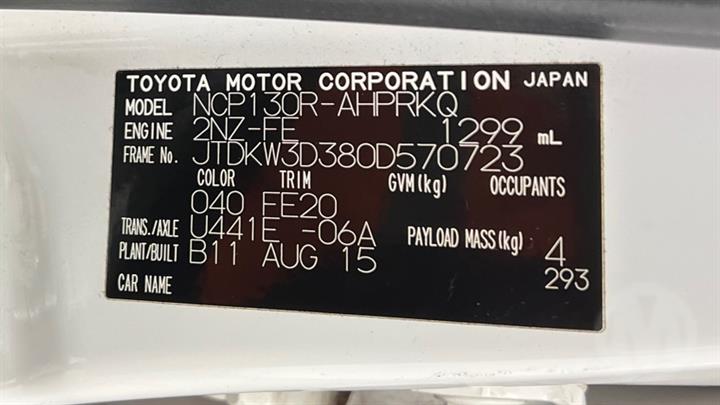 TOYOTA MOTOR CORPORATION JAPAN
MODEL NCP130R-AHPRKQ
ENGINE 2NZ-FE 1299 mL
FRAME No. JTDKW3D380D570723
COLOR TRIM GVM(kg) OCCUPANTS
040 FE20
TRANS./AXLE U441E -06A PAYLOAD MASS(kg) 4
PLANT/BUILT B11 AUG 15 293
CAR NAME